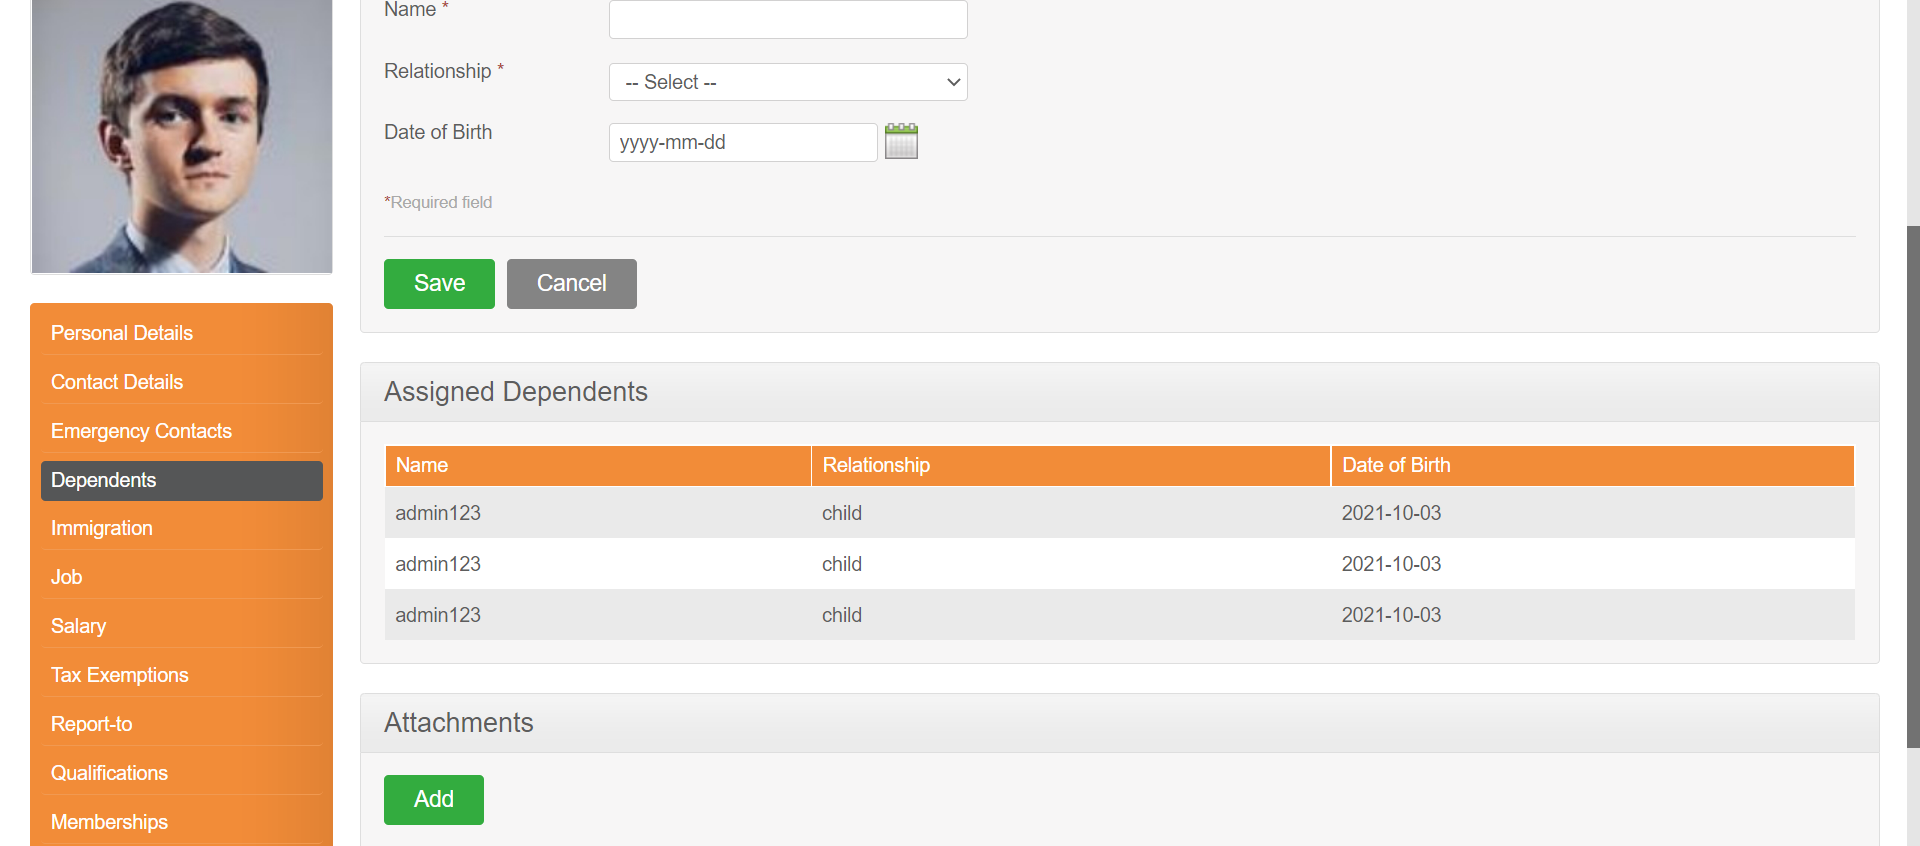 Name *
Relationship *
-- Select --
Date of Birth
yyyy-mm-dd
*Required field
Save
Cancel
Personal Details
Contact Details
Emergency Contacts
Dependents
Immigration
Job
Salary
Tax Exemptions
Report-to
Qualifications
Memberships
Assigned Dependents
Name Relationship Date of Birth
admin123 child 2021-10-03
admin123 child 2021-10-03
admin123 child 2021-10-03
Attachments
Add